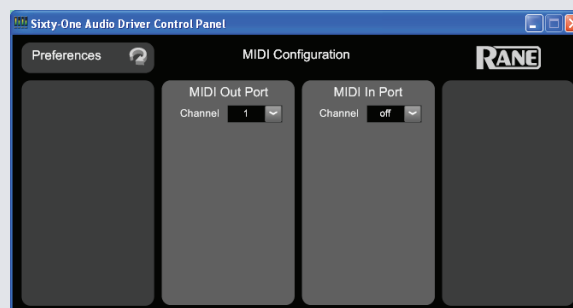 Sixty-One Audio Driver Control Panel
Preferences
MIDI Configuration
RANE
MIDI Out Port
Channel 1
MIDI In Port
Channel off